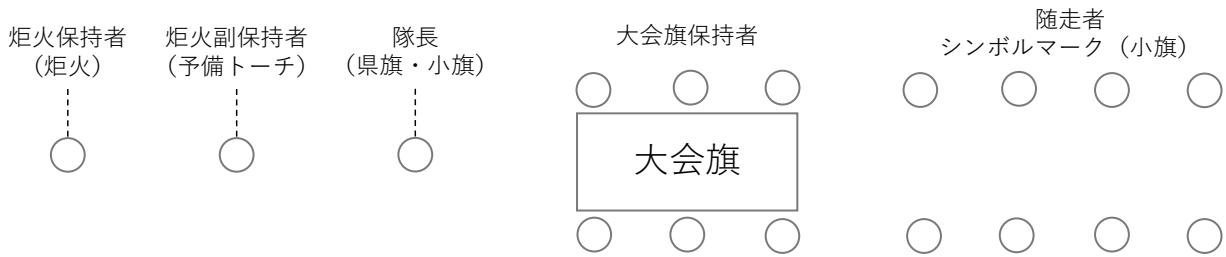 炬火保持者
（炬火）
炬火副保持者
（予備トーチ）
隊長
（県旗・小旗）
大会旗保持者
大会旗
随走者
シンボルマーク（小旗）